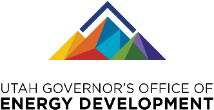 UTAH GOVERNOR'S OFFICE OF
ENERGY DEVELOPMENT